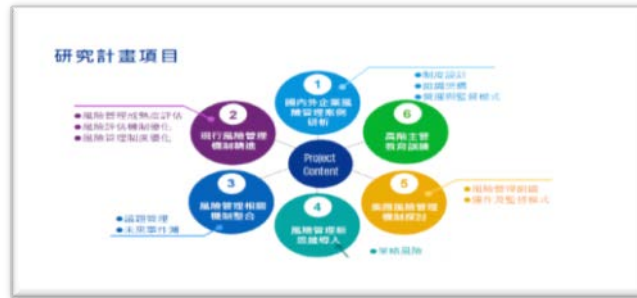 研究計畫項目
1
國內外企業風
險管理案例
研析
制度設計
組織架構
營運與監督模式
2
現行風險管理
機制精進
風險管理成熟度評估
風險評估機制優化
風險管理制度優化
6
高階主管
教育訓練
Project
Content
3
風險管理相關
機制整合
議題管理
未來事件簿
4
風險管理新
思維導入
策略風險
5
集團風險管理
機制探討
風險管理組織
運作及監督模式